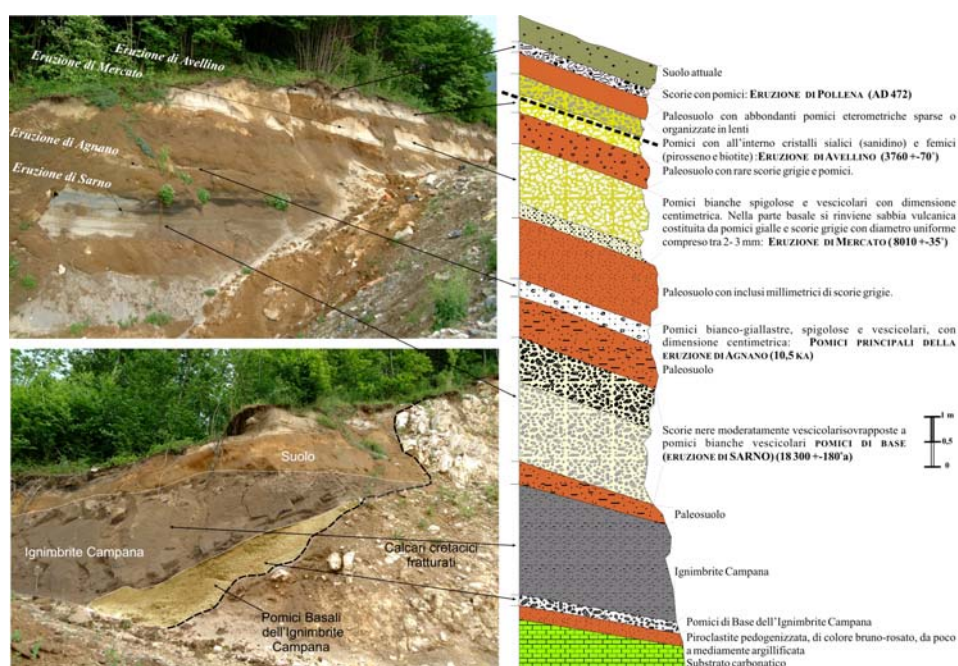 Eruzione di Avellino
Eruzione di Mercato
Eruzione di Agnano
Eruzione di Sarno
Suolo
Ignimbrite Campana
Calcari cretacici
fratturati
Pomici Basali
dell'Ignimbrite
Campana
Suolo attuale
Scorie con pomici: ERUZIONE DI POLLENA (AD 472)
Paleosuolo con abbondanti pomici eterometriche sparse o
organizzate in lenti
Pomici con all'interno cristalli sialici (sanidino) e femici
(pirosseno e biotite) : ERUZIONE DI AVELLINO (3760 +-70°)
Paleosuolo con rare scorie grigie e pomici.
Pomici bianche spigolose e vescicolari con dimensione
centimetrica. Nella parte basale si rinviene sabbia vulcanica
costituita da pomici gialle e scorie grigie con diametro uniforme
compreso tra 2- 3 mm: ERUZIONE DI MERCATO (8010 +-35°)
Paleosuolo con inclusi millimetrici di scorie grigie.
Pomici bianco-giallastre, spigolose e vescicolari, con
dimensione centimetrica: POMICI PRINCIPALI DELLA
ERUZIONE DI AGNANO (10,5 KA)
Paleosuolo
1 m
0,5
0
Scorie nere moderatamente vescicolarisovrapposte a
pomici bianche vescicolari POMICI DI BASE
(ERUZIONE DI SARNO) (18 300 +-180°a)
Paleosuolo
Ignimbrite Campana
Pomici di Base dell'Ignimbrite Campana
Piroclastite pedogenizzata, di colore bruno-rosato, da poco
a mediamente argillificata
Substrato carbonatico